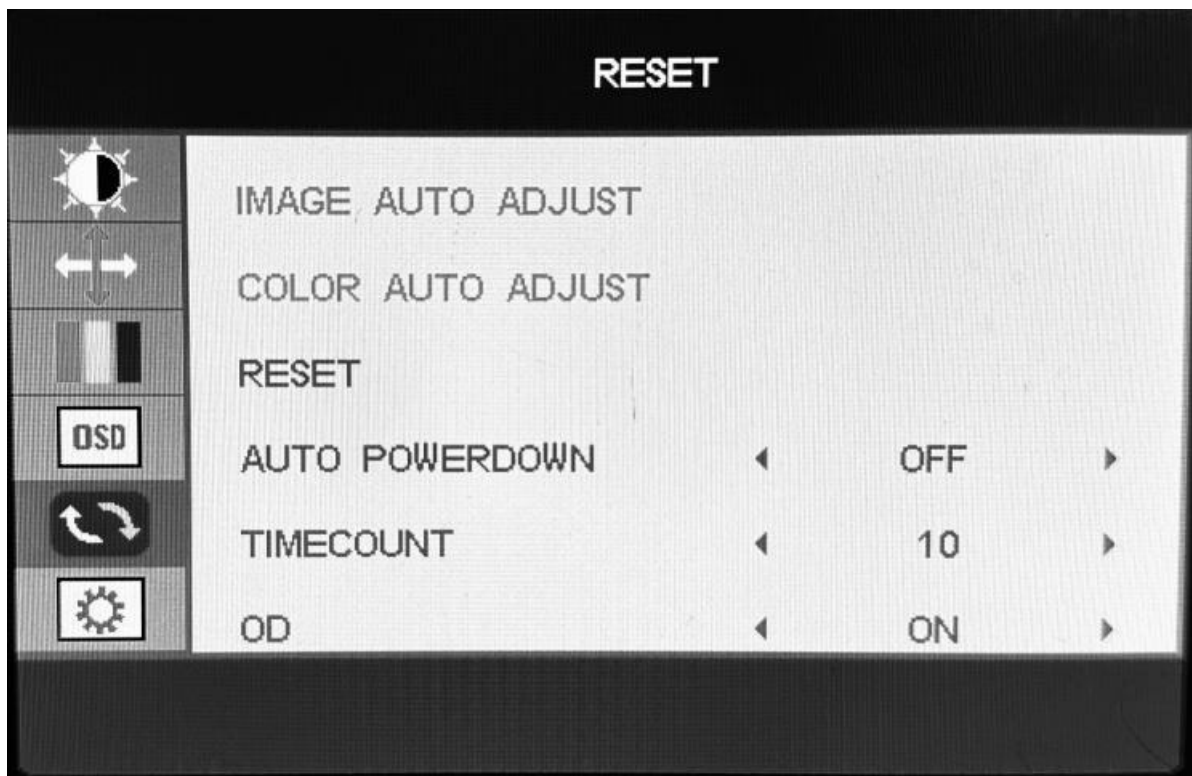 RESET
IMAGE AUTO ADJUST
COLOR AUTO ADJUST
RESET
OSD
AUTO POWERDOWN OFF
TIMECOUNT 10
OD ON